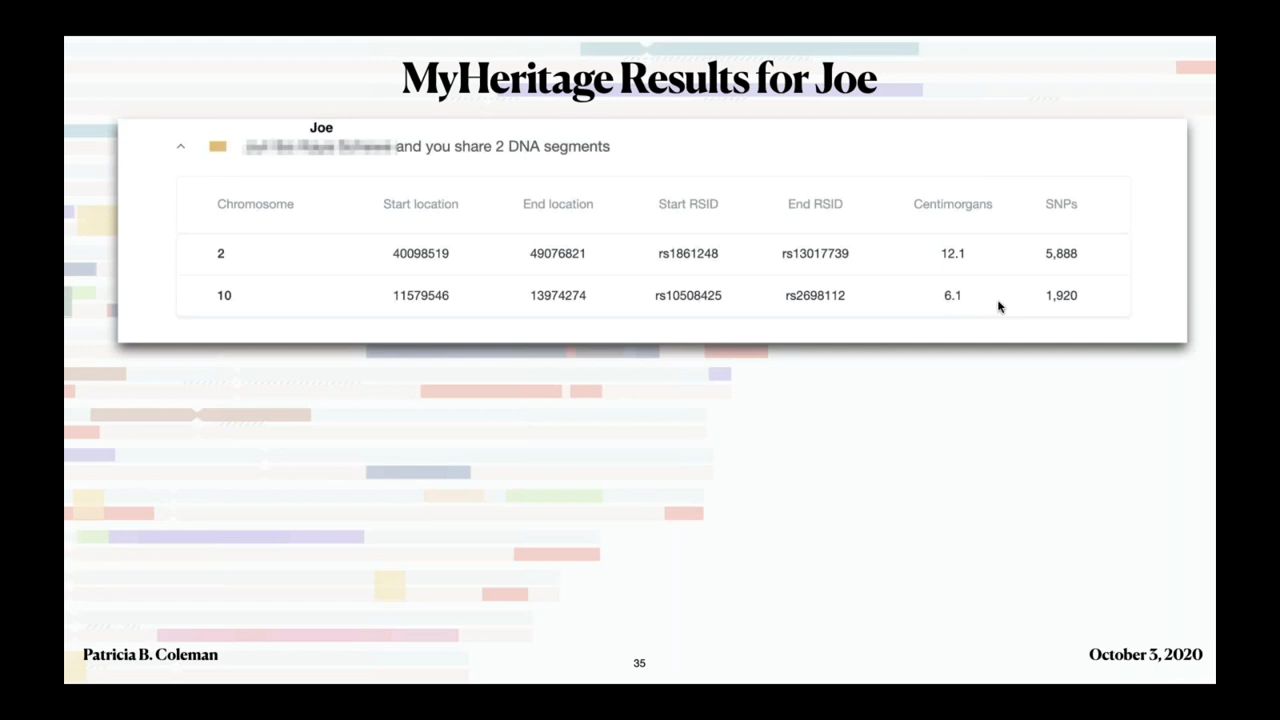 MyHeritage Results for Joe
Joe
and you share 2 DNA segments
Chromosome Start location End location Start RSID End RSID Centimorgans SNPs
2 40098519 49076821 rs1861248 rs13017739 12.1 5,888
10 11579546 13974274 rs10508425 rs2698112 6.1 1,920
Patricia B. Coleman 35 October 3, 2020